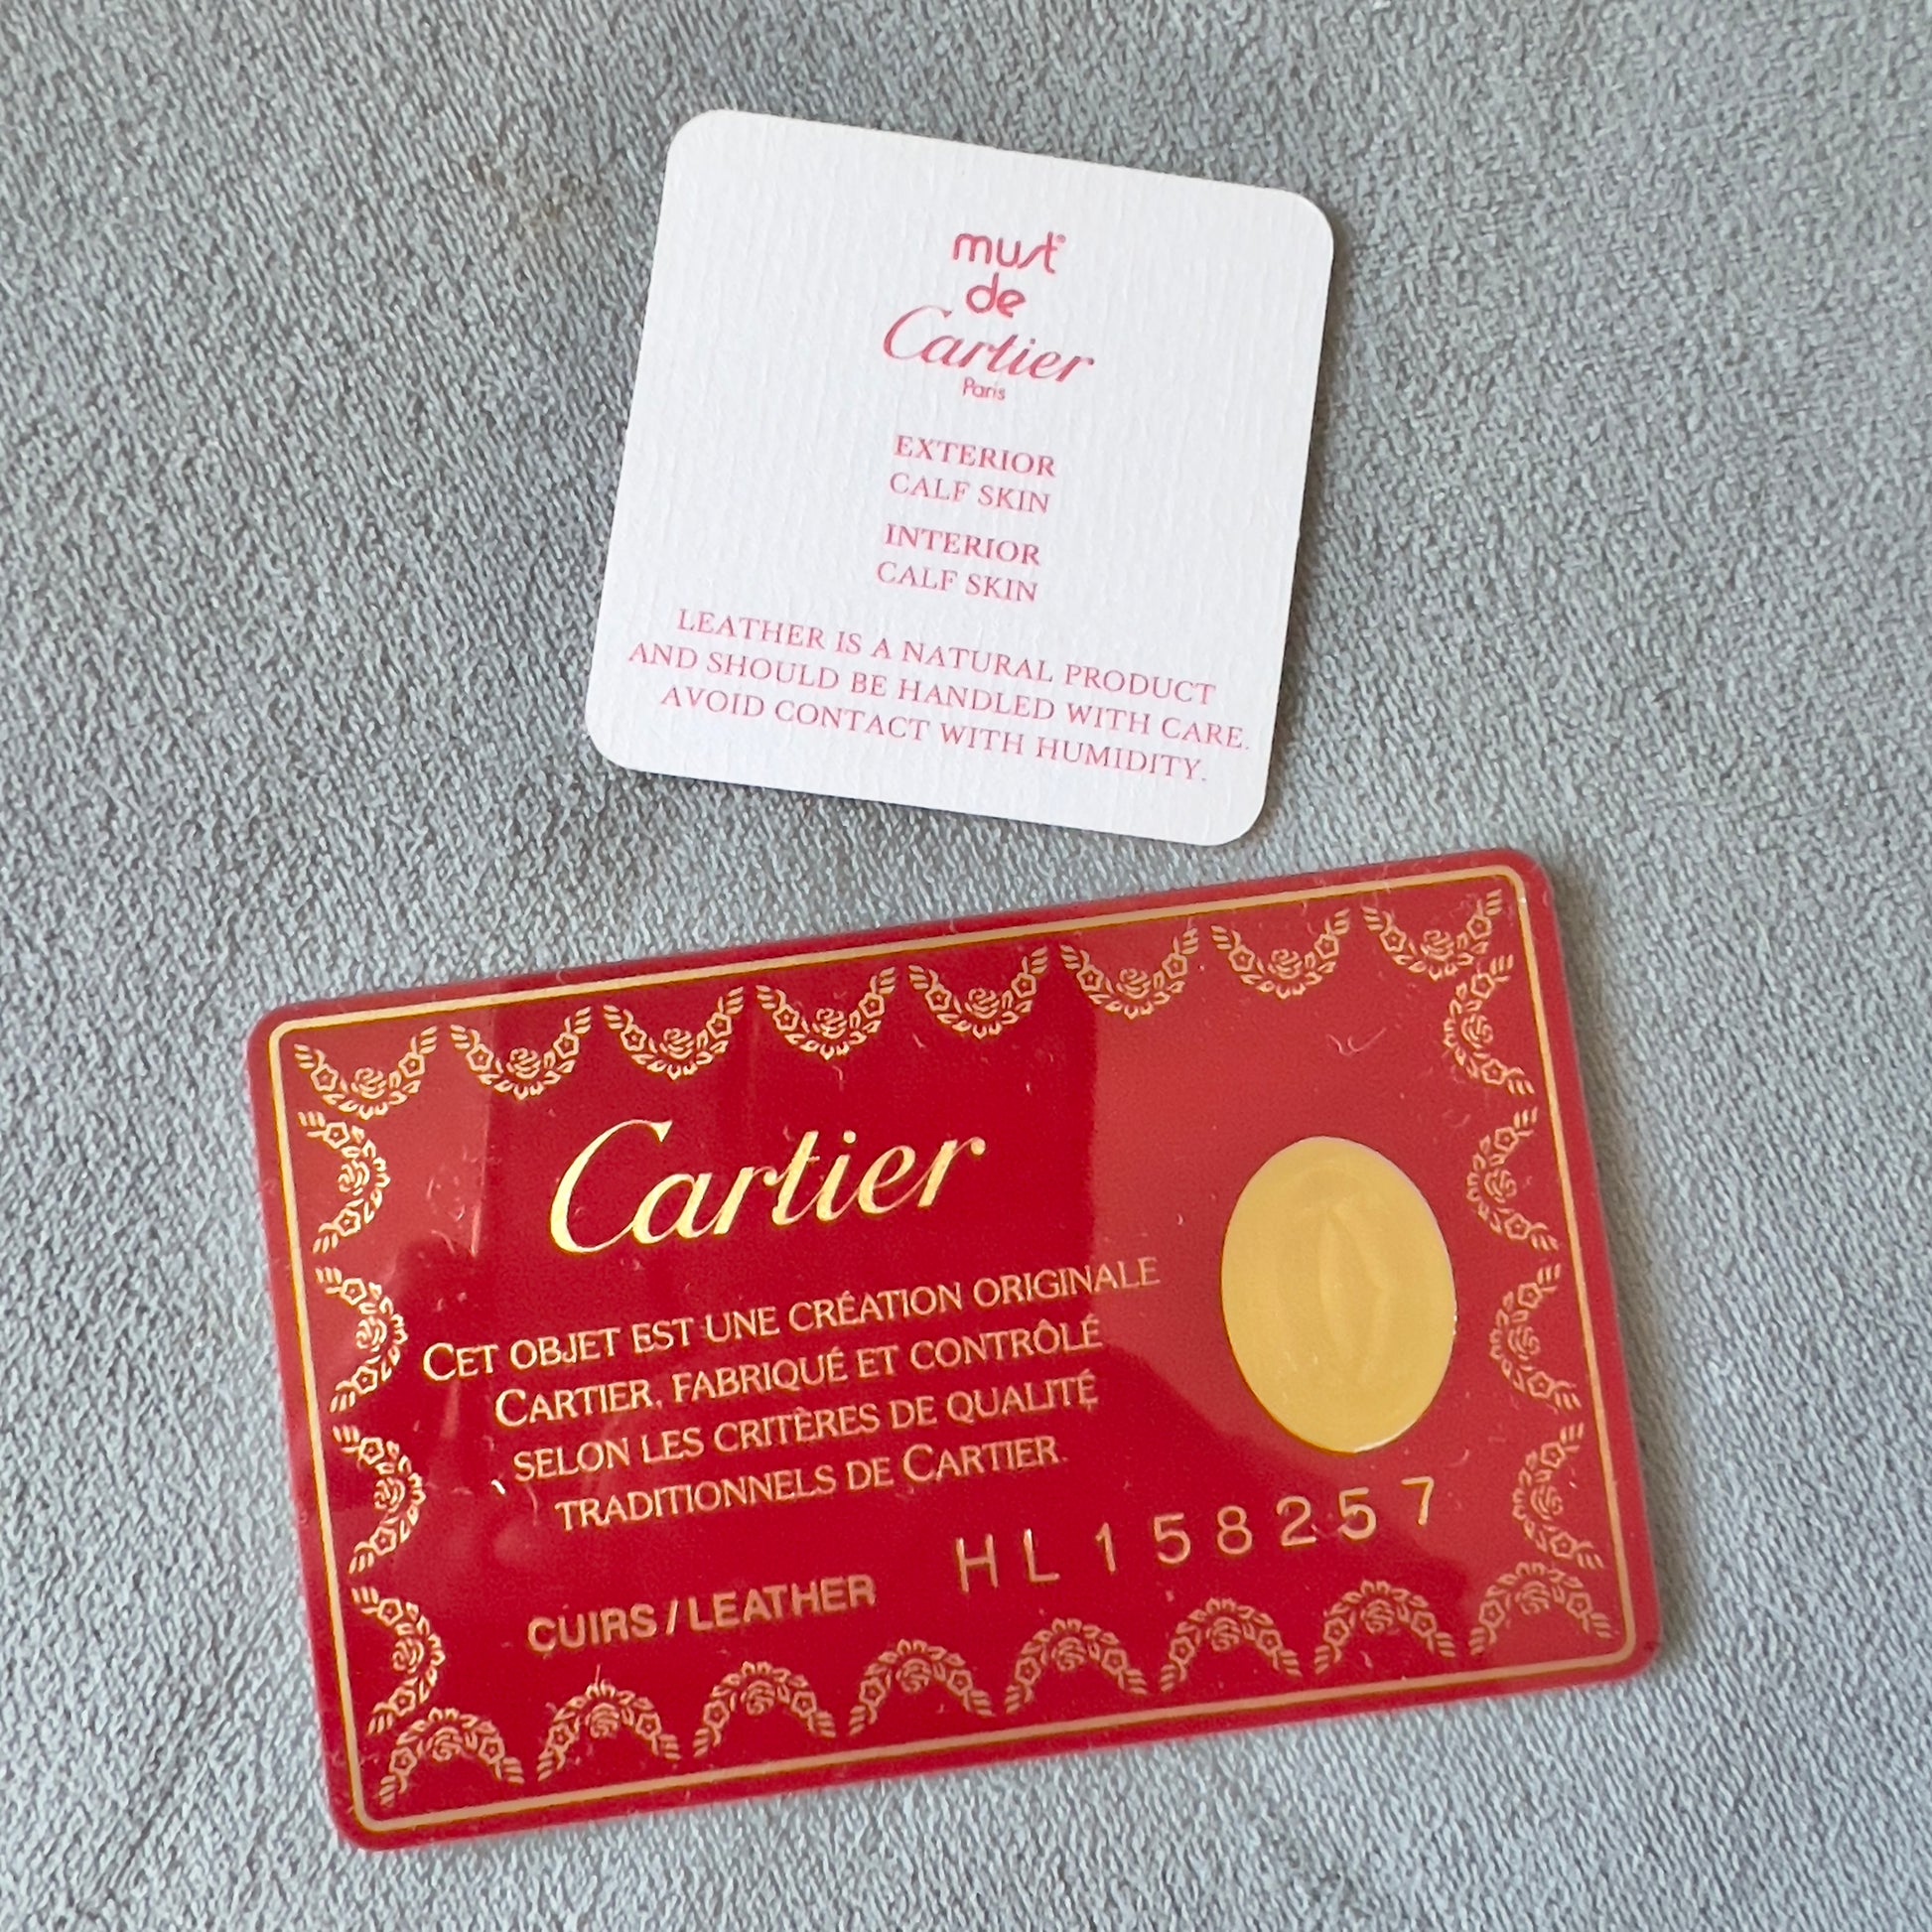 must®
de
Cartier
Paris
EXTERIOR
CALF SKIN
INTERIOR
CALF SKIN
LEATHER IS A NATURAL PRODUCT
AND SHOULD BE HANDLED WITH CARE.
AVOID CONTACT WITH HUMIDITY.
Cartier
CET OBJET EST UNE CRÉATION ORIGINALE
CARTIER, FABRIQUÉ ET CONTRÔLÉ
SELON LES CRITÈRES DE QUALITÉ
TRADITIONNELS DE CARTIER.
CUIRS/LEATHER HL 158257